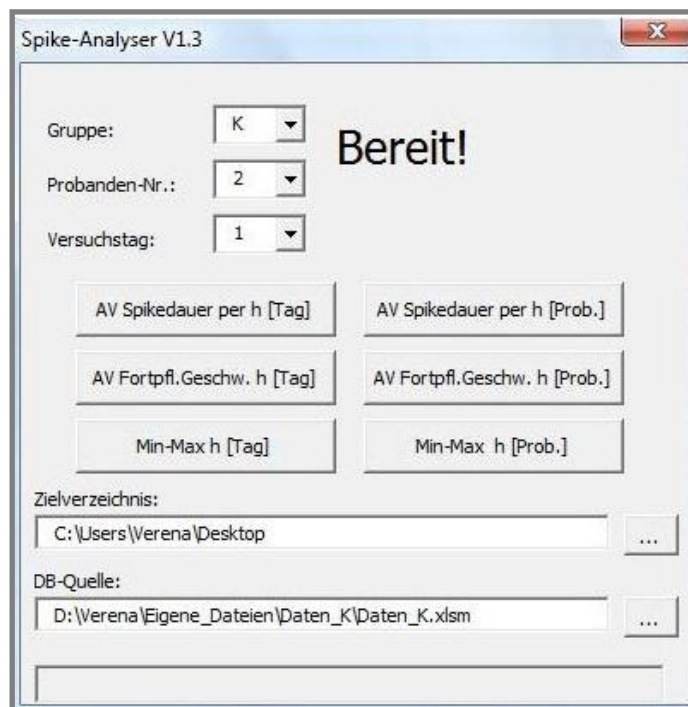 Spike-Analyser V1.3
Gruppe: K
Bereit!
Probanden-Nr.: 2
Versuchstag: 1
AV Spikedauer per h [Tag] AV Spikedauer per h [Prob.]
AV Fortpfl.Geschw. h [Tag] AV Fortpfl.Geschw. h [Prob.]
Min-Max h [Tag] Min-Max h [Prob.]
Zielverzeichnis:
C:\Users\Verena\Desktop ...
DB-Quelle:
D:\Verena\Eigene_Dateien\Daten_K\Daten_K.xlsm ...